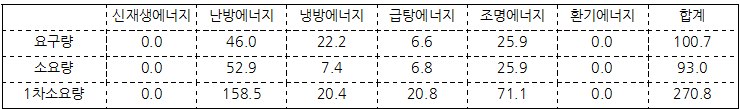 신재생에너지 난방에너지 냉방에너지 급탕에너지 조명에너지 환기에너지 합계
요구량 0.0 46.0 22.2 6.6 25.9 0.0 100.7
소요량 0.0 52.9 7.4 6.8 25.9 0.0 93.0
1차소요량 0.0 158.5 20.4 20.8 71.1 0.0 270.8